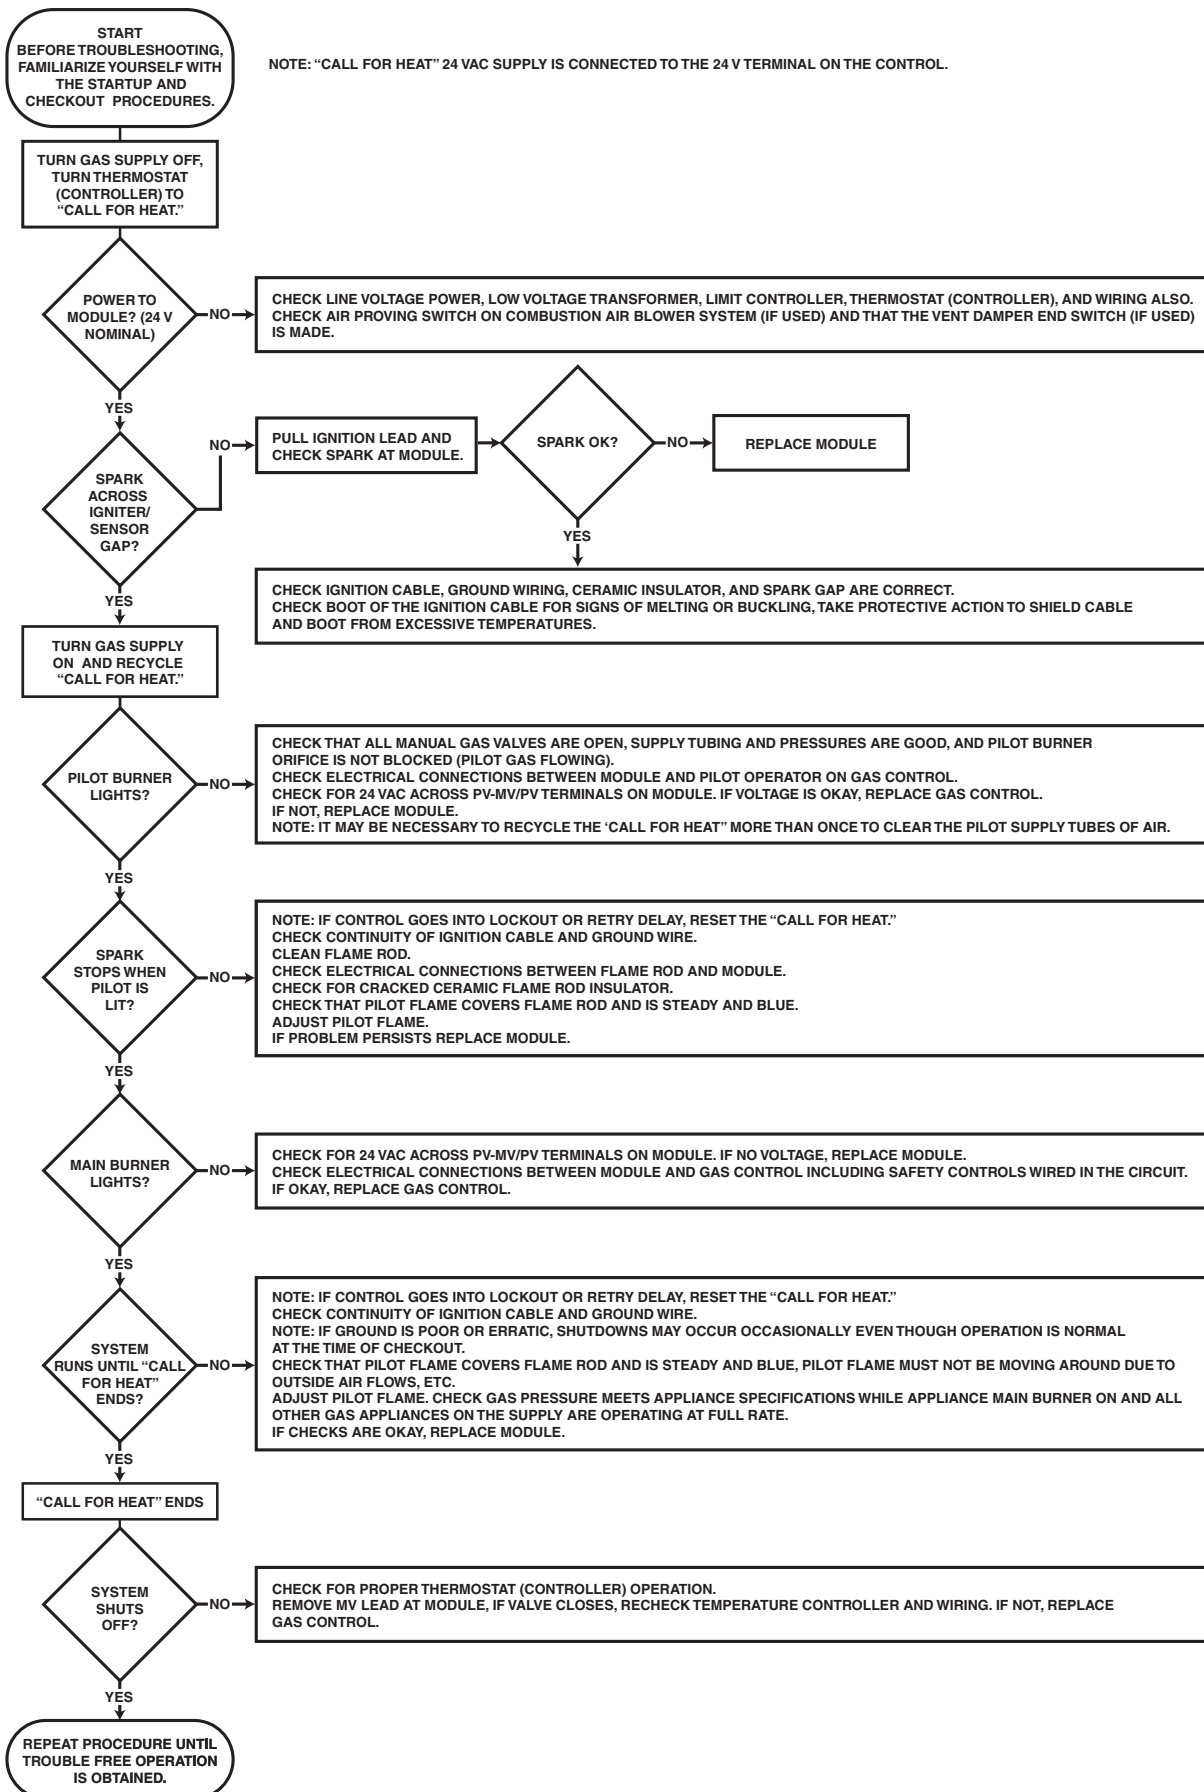 START
BEFORE TROUBLESHOOTING,
FAMILIARIZE YOURSELF WITH
THE STARTUP AND
CHECKOUT PROCEDURES.
NOTE: “CALL FOR HEAT” 24 VAC SUPPLY IS CONNECTED TO THE 24 V TERMINAL ON THE CONTROL.
TURN GAS SUPPLY OFF,
TURN THERMOSTAT
(CONTROLLER) TO
“CALL FOR HEAT.”
POWER TO
MODULE? (24 V
NOMINAL)
NO
CHECK LINE VOLTAGE POWER, LOW VOLTAGE TRANSFORMER, LIMIT CONTROLLER, THERMOSTAT (CONTROLLER), AND WIRING ALSO.
CHECK AIR PROVING SWITCH ON COMBUSTION AIR BLOWER SYSTEM (IF USED) AND THAT THE VENT DAMPER END SWITCH (IF USED)
IS MADE.
YES
SPARK
ACROSS
IGNITER/
SENSOR
GAP?
NO
PULL IGNITION LEAD AND
CHECK SPARK AT MODULE.
SPARK OK?
NO
REPLACE MODULE
YES
CHECK IGNITION CABLE, GROUND WIRING, CERAMIC INSULATOR, AND SPARK GAP ARE CORRECT.
CHECK BOOT OF THE IGNITION CABLE FOR SIGNS OF MELTING OR BUCKLING, TAKE PROTECTIVE ACTION TO SHIELD CABLE
AND BOOT FROM EXCESSIVE TEMPERATURES.
YES
TURN GAS SUPPLY
ON AND RECYCLE
“CALL FOR HEAT.”
PILOT BURNER
LIGHTS?
NO
CHECK THAT ALL MANUAL GAS VALVES ARE OPEN, SUPPLY TUBING AND PRESSURES ARE GOOD, AND PILOT BURNER
ORIFICE IS NOT BLOCKED (PILOT GAS FLOWING).
CHECK ELECTRICAL CONNECTIONS BETWEEN MODULE AND PILOT OPERATOR ON GAS CONTROL.
CHECK FOR 24 VAC ACROSS PV-MV/PV TERMINALS ON MODULE. IF VOLTAGE IS OKAY, REPLACE GAS CONTROL.
IF NOT, REPLACE MODULE.
NOTE: IT MAY BE NECESSARY TO RECYCLE THE ‘CALL FOR HEAT” MORE THAN ONCE TO CLEAR THE PILOT SUPPLY TUBES OF AIR.
YES
SPARK
STOPS WHEN
PILOT IS
LIT?
NO
NOTE: IF CONTROL GOES INTO LOCKOUT OR RETRY DELAY, RESET THE “CALL FOR HEAT.”
CHECK CONTINUITY OF IGNITION CABLE AND GROUND WIRE.
CLEAN FLAME ROD.
CHECK ELECTRICAL CONNECTIONS BETWEEN FLAME ROD AND MODULE.
CHECK FOR CRACKED CERAMIC FLAME ROD INSULATOR.
CHECK THAT PILOT FLAME COVERS FLAME ROD AND IS STEADY AND BLUE.
ADJUST PILOT FLAME.
IF PROBLEM PERSISTS REPLACE MODULE.
YES
MAIN BURNER
LIGHTS?
NO
CHECK FOR 24 VAC ACROSS PV-MV/PV TERMINALS ON MODULE. IF NO VOLTAGE, REPLACE MODULE.
CHECK ELECTRICAL CONNECTIONS BETWEEN MODULE AND GAS CONTROL INCLUDING SAFETY CONTROLS WIRED IN THE CIRCUIT.
IF OKAY, REPLACE GAS CONTROL.
YES
SYSTEM
RUNS UNTIL “CALL
FOR HEAT”
ENDS?
NO
NOTE: IF CONTROL GOES INTO LOCKOUT OR RETRY DELAY, RESET THE “CALL FOR HEAT.”
CHECK CONTINUITY OF IGNITION CABLE AND GROUND WIRE.
NOTE: IF GROUND IS POOR OR ERRATIC, SHUTDOWNS MAY OCCUR OCCASIONALLY EVEN THOUGH OPERATION IS NORMAL
AT THE TIME OF CHECKOUT.
CHECK THAT PILOT FLAME COVERS FLAME ROD AND IS STEADY AND BLUE, PILOT FLAME MUST NOT BE MOVING AROUND DUE TO
OUTSIDE AIR FLOWS, ETC.
ADJUST PILOT FLAME. CHECK GAS PRESSURE MEETS APPLIANCE SPECIFICATIONS WHILE APPLIANCE MAIN BURNER ON AND ALL
OTHER GAS APPLIANCES ON THE SUPPLY ARE OPERATING AT FULL RATE.
IF CHECKS ARE OKAY, REPLACE MODULE.
YES
“CALL FOR HEAT” ENDS
SYSTEM
SHUTS
OFF?
NO
CHECK FOR PROPER THERMOSTAT (CONTROLLER) OPERATION.
REMOVE MV LEAD AT MODULE, IF VALVE CLOSES, RECHECK TEMPERATURE CONTROLLER AND WIRING. IF NOT, REPLACE
GAS CONTROL.
YES
REPEAT PROCEDURE UNTIL
TROUBLE FREE OPERATION
IS OBTAINED.